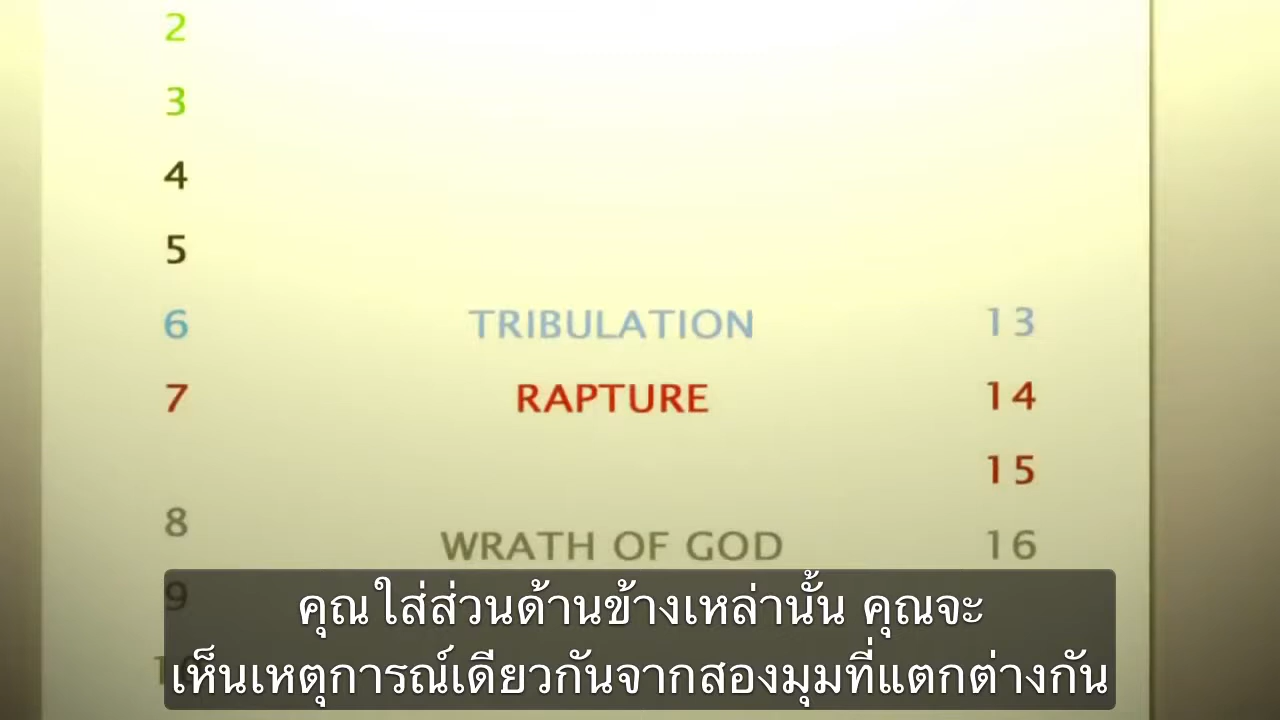 2
3
4
5
6 TRIBULATION 13
7 RAPTURE 14
15
8 WRATH OF GOD 16
9
คุณใส่ส่วนด้านข้างเหล่านั้น คุณจะ
เห็นเหตุการณ์เดียวกันจากสองมุมที่แตกต่างกัน